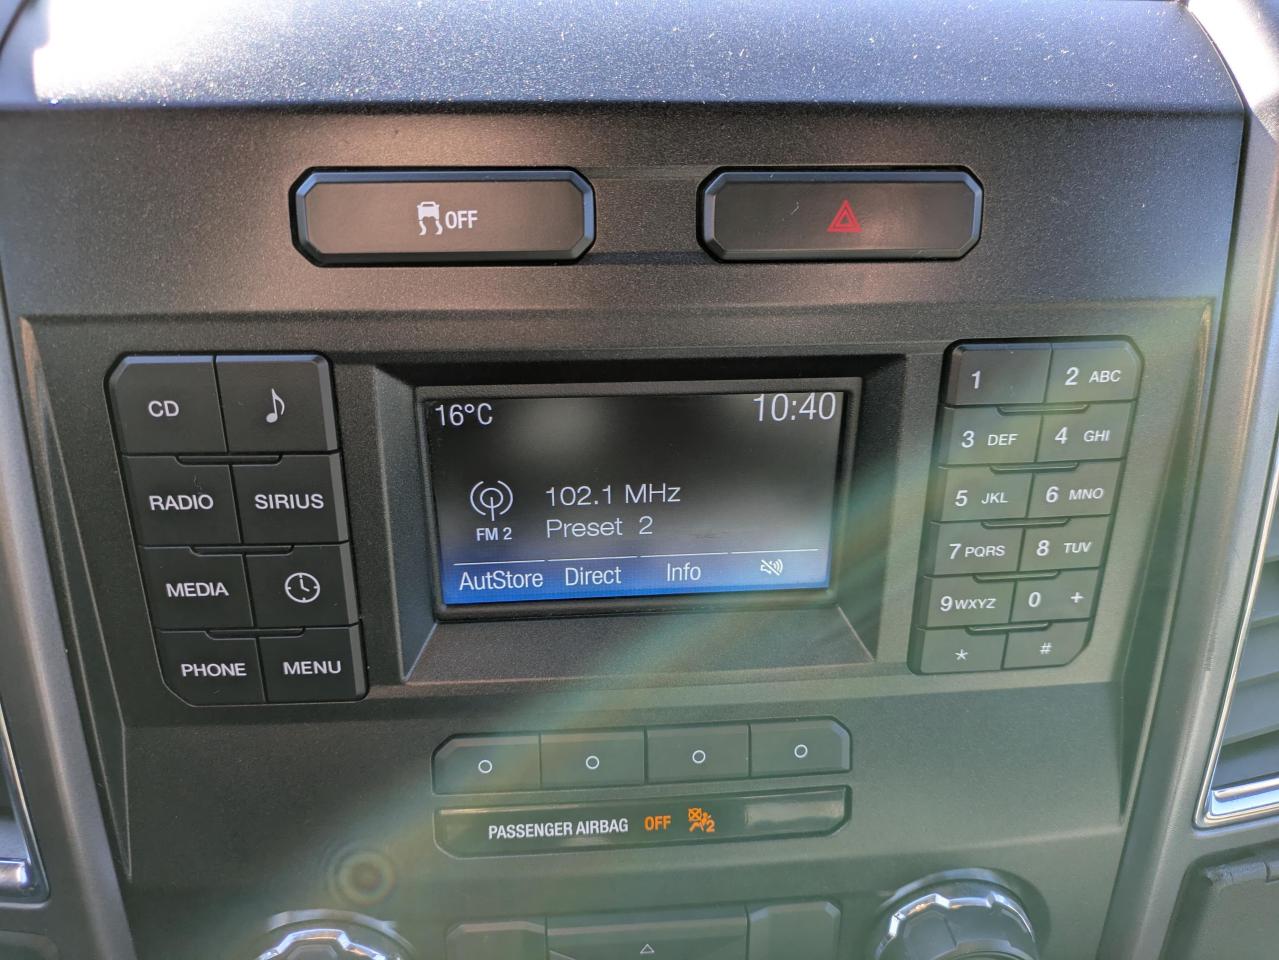 OFF
16°C 10:40
102.1 MHz
FM 2 Preset 2
AutStore Direct Info
CD
RADIO SIRIUS
MEDIA
PHONE MENU
1 2 ABC
3 DEF 4 GHI
5 JKL 6 MNO
7 PQRS 8 TUV
9 WXYZ 0 +
* #
PASSENGER AIRBAG OFF 2